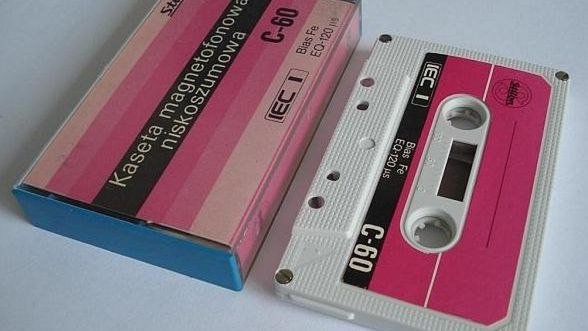 Kaseta magnetofonowa
niskoszumowa
C-60
Bias Fe
EQ-120 µs
IEC I
IEC I
Bias Fe
EQ-120 µs
C-60